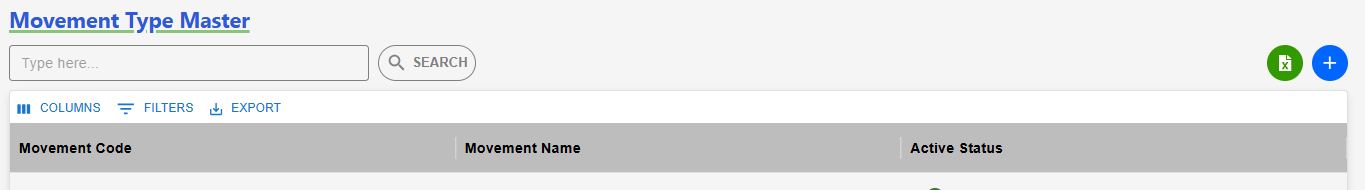 Movement Type Master
Type here...
SEARCH
COLUMNS FILTERS EXPORT
Movement Code Movement Name Active Status